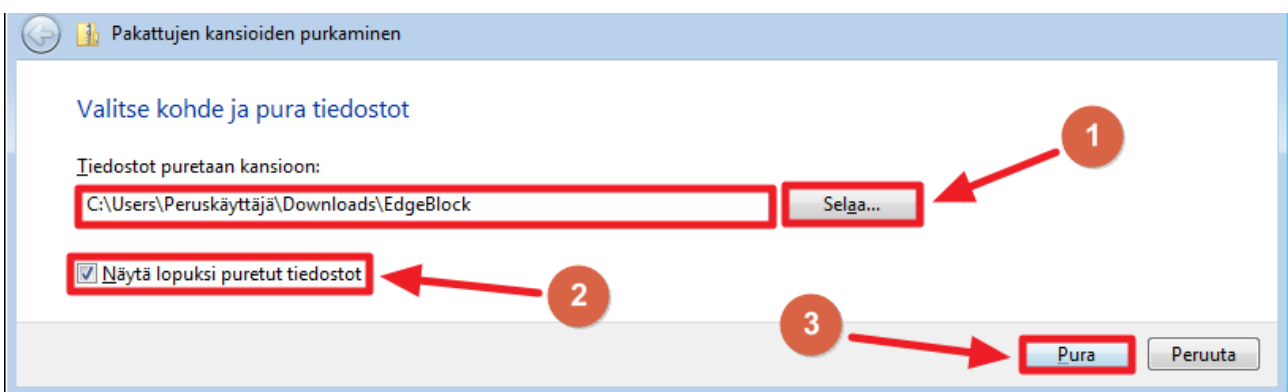 Pakattujen kansioiden purkaminen
Valitse kohde ja pura tiedostot
1
Tiedostot puretaan kansioon:
C:\Users\Peruskäyttäjä\Downloads\EdgeBlock Selaa...
Näytä lopuksi puretut tiedostot
2
3
Pura Peruuta